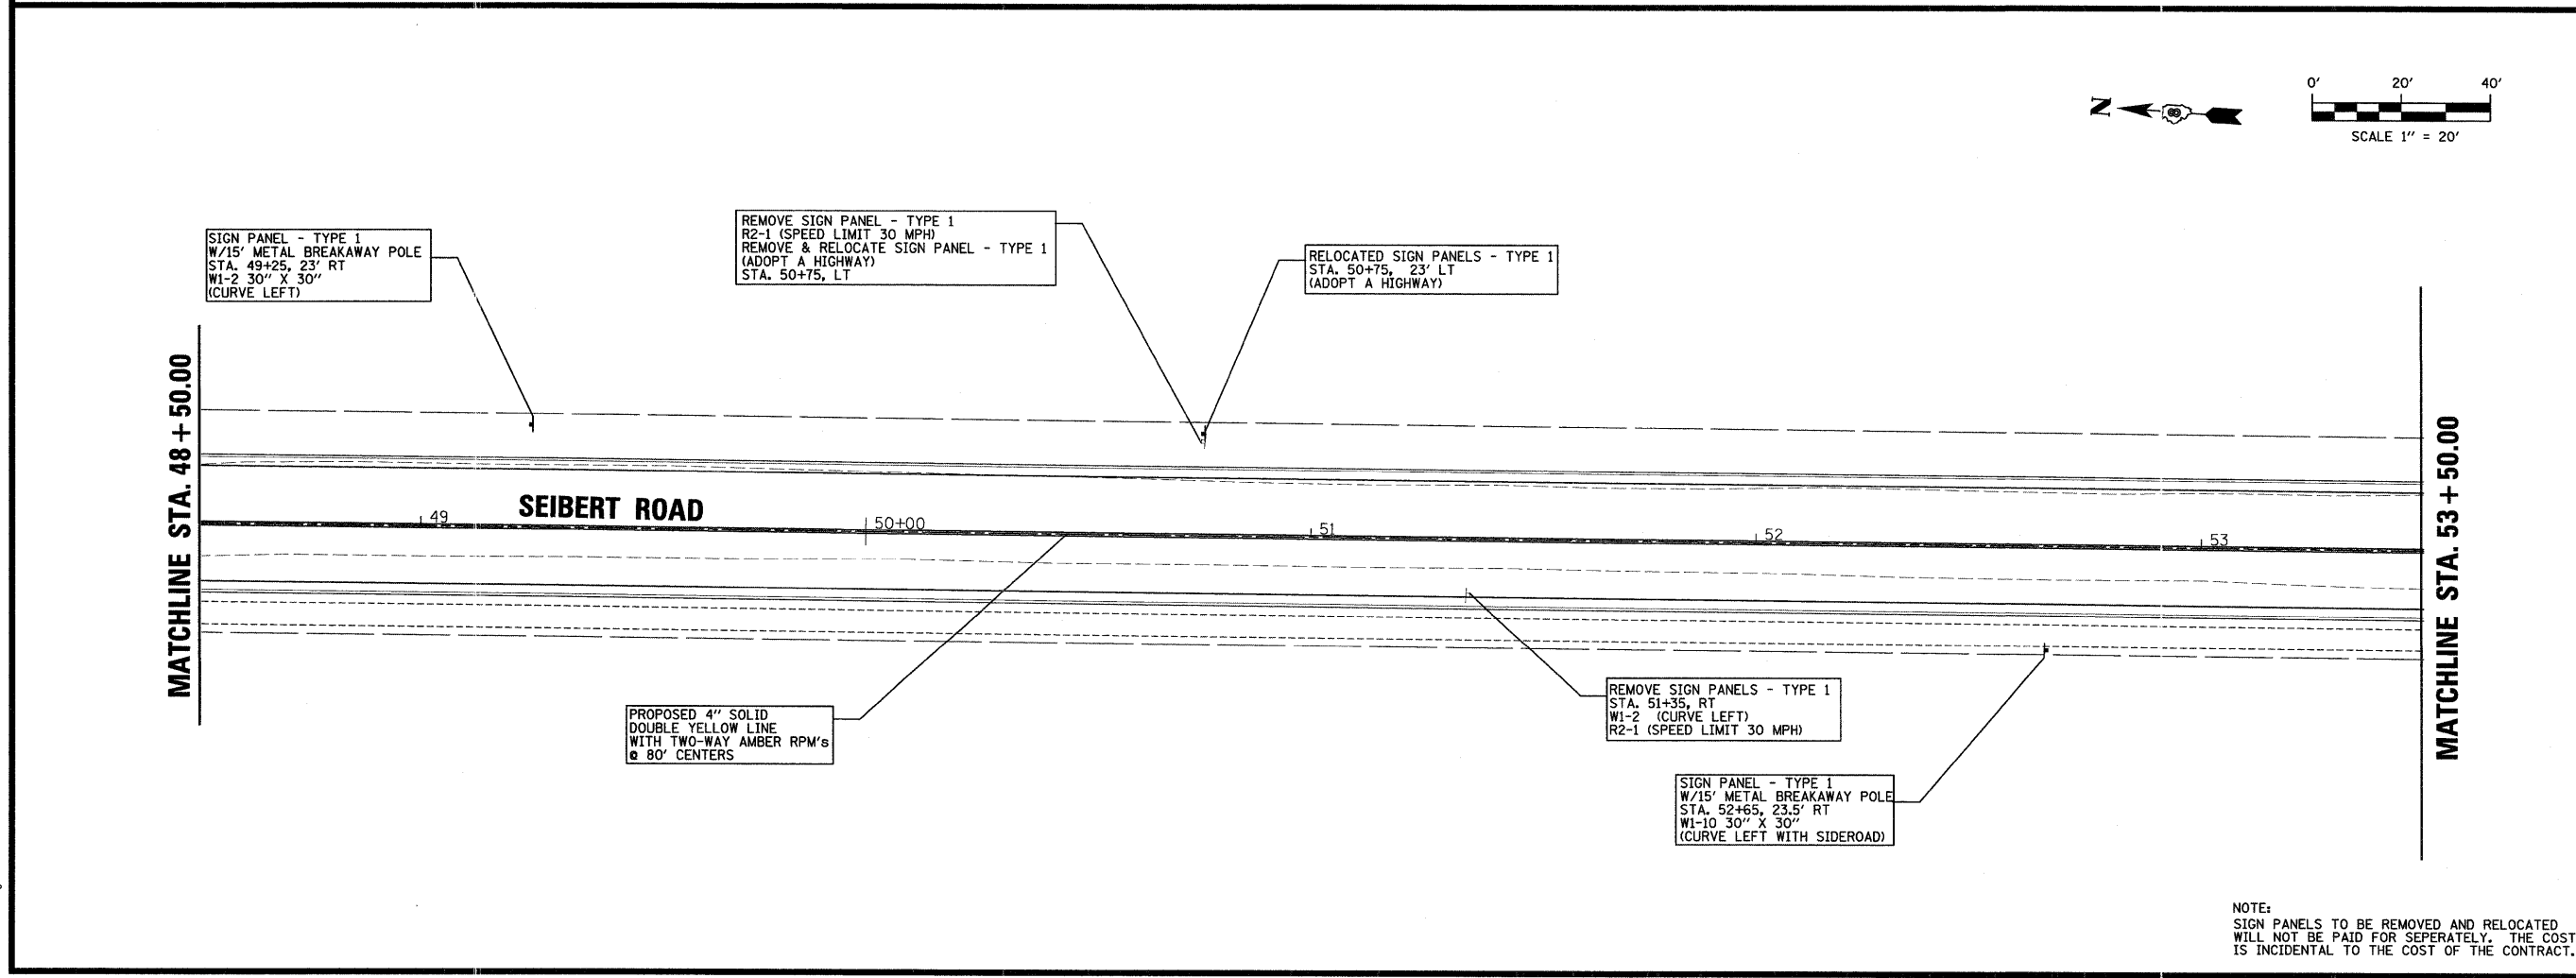 0' 20' 40'
N
SCALE 1" = 20'
REMOVE SIGN PANEL - TYPE 1
R2-1 (SPEED LIMIT 30 MPH)
REMOVE & RELOCATE SIGN PANEL - TYPE 1
(ADOPT A HIGHWAY)
STA. 50+75, LT
SIGN PANEL - TYPE 1
W/15' METAL BREAKAWAY POLE
STA. 49+25, 23' RT
W1-2 30" X 30"
(CURVE LEFT)
RELOCATED SIGN PANELS - TYPE 1
STA. 50+75, 23' LT
(ADOPT A HIGHWAY)
MATCHLINE STA. 48+50.00
SEIBERT ROAD
49
50+00
51
52
53
MATCHLINE STA. 53+50.00
PROPOSED 4" SOLID
DOUBLE YELLOW LINE
WITH TWO-WAY AMBER RPM's
@ 80' CENTERS
REMOVE SIGN PANELS - TYPE 1
STA. 51+35, RT
W1-2 (CURVE LEFT)
R2-1 (SPEED LIMIT 30 MPH)
SIGN PANEL - TYPE 1
W/15' METAL BREAKAWAY POLE
STA. 52+65, 23.5' RT
W1-10 30" X 30"
(CURVE LEFT WITH SIDEROAD)
NOTE:
SIGN PANELS TO BE REMOVED AND RELOCATED
WILL NOT BE PAID FOR SEPERATELY. THE COST
IS INCIDENTAL TO THE COST OF THE CONTRACT.